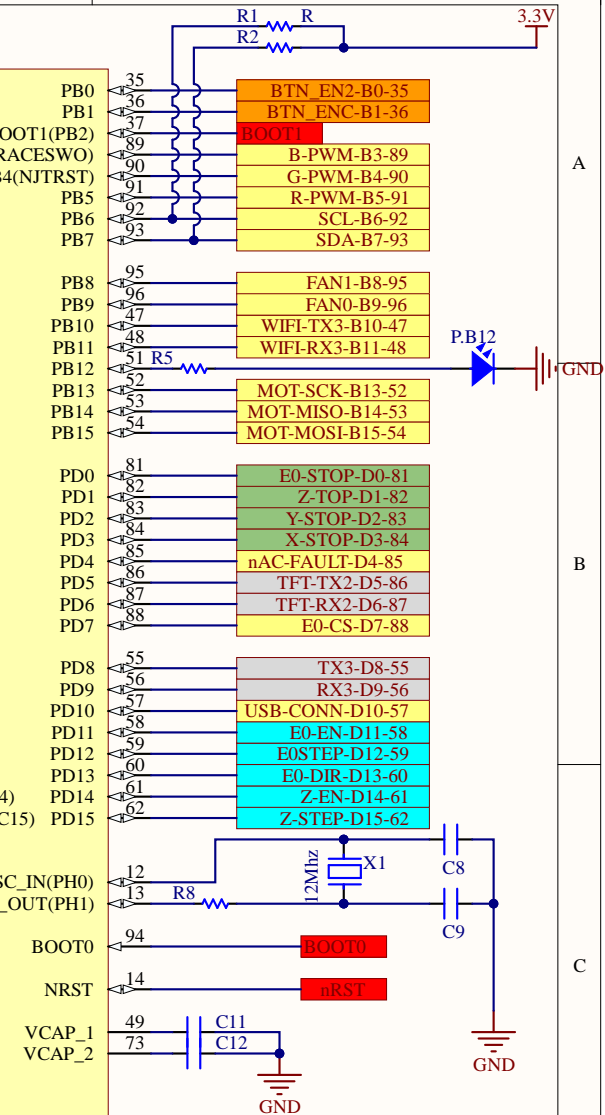 R1 R 3.3V
R2
PB0 35 BTN_EN2-B0-35
PB1 36 BTN_ENC-B1-36
OOT1(PB2) 37 BOOT1
RACESWO) 89 B-PWM-B3-89
A
4(NJTRST) 90 G-PWM-B4-90
PB5 91 R-PWM-B5-91
PB6 92 SCL-B6-92
PB7 93 SDA-B7-93
PB8 95 FAN1-B8-95
PB9 96 FAN0-B9-96
PB10 47 WIFI-TX3-B10-47
PB11 48 WIFI-RX3-B11-48
P.B12
PB12 51 R5 GND
PB13 52 MOT-SCK-B13-52
PB14 53 MOT-MISO-B14-53
PB15 54 MOT-MOSI-B15-54
PD0 81 E0-STOP-D0-81
PD1 82 Z-TOP-D1-82
PD2 83 Y-STOP-D2-83
PD3 84 X-STOP-D3-84
PD4 85 nAC-FAULT-D4-85
B
PD5 86 TFT-TX2-D5-86
PD6 87 TFT-RX2-D6-87
PD7 88 E0-CS-D7-88
PD8 55 TX3-D8-55
PD9 56 RX3-D9-56
PD10 57 USB-CONN-D10-57
PD11 58 E0-EN-D11-58
PD12 59 E0STEP-D12-59
PD13 60 E0-DIR-D13-60
4) PD14 61 Z-EN-D14-61
C15) PD15 62 Z-STEP-D15-62
12Mhz X1 C8
SC_IN(PH0) 12
_OUT(PH1) 13 R8
C9
BOOT0 94 BOOT0
C
NRST 14 nRST
VCAP_1 49 C11
VCAP_2 73 C12
GND
GND